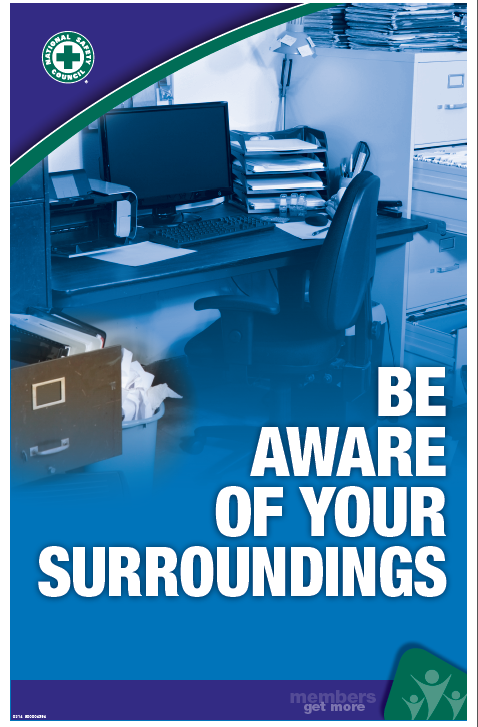 NATIONAL SAFETY
COUNCIL
®
BE
AWARE
OF YOUR
SURROUNDINGS
members
get more